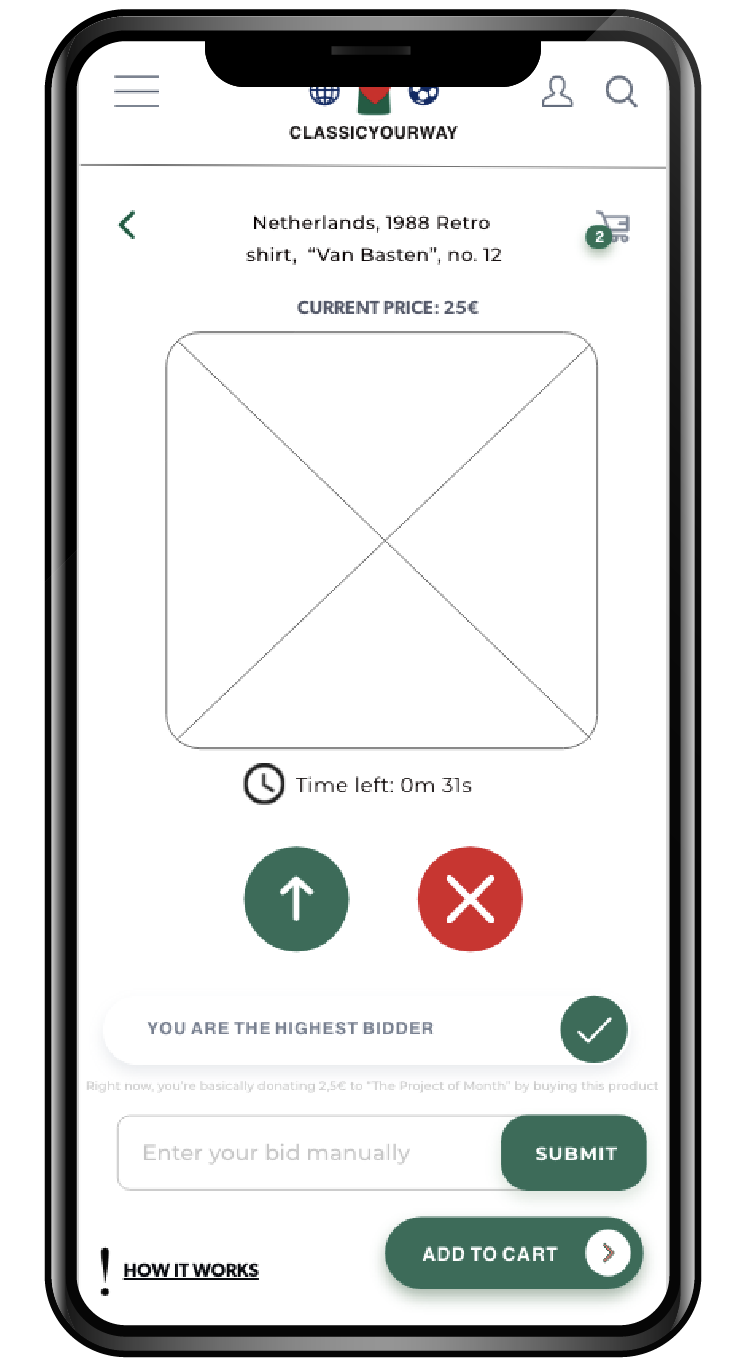 CLASSICYOURWAY
Netherlands, 1988 Retro
shirt, “Van Basten”, no. 12
2
CURRENT PRICE: 25€
Time left: 0m 31s
YOU ARE THE HIGHEST BIDDER
Right now, you're basically donating 2,5€ to “The Project of Month” by buying this product
Enter your bid manually
SUBMIT
ADD TO CART
! HOW IT WORKS